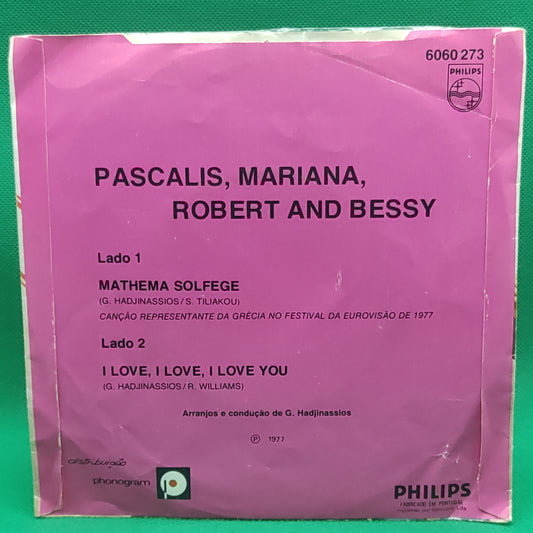 6060 273
PHILIPS
PASCALIS, MARIANA,
ROBERT AND BESSY
Lado 1
MATHEMA SOLFEGE
(G. HADJINASSIOS/S. TILIAKOU)
CANÇÃO REPRESENTANTE DA GRÉCIA NO FESTIVAL DA EUROVISÃO DE 1977
Lado 2
I LOVE, I LOVE, I LOVE YOU
(G. HADJINASSIOS/R. WILLIAMS)
Arranjos e condução de G. Hadjinassios
Ⓟ 1977
distribuição
phonogram
PHILIPS
FABRICADO EM PORTUGAL